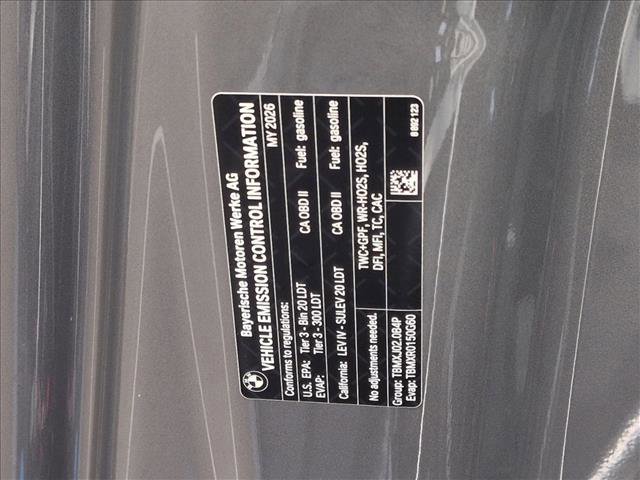 Bayerische Motoren Werke AG
VEHICLE EMISSION CONTROL INFORMATION
MY 2026
Conforms to regulations:
U.S. EPA: Tier 3 - Bin 20 LDT CA OBD II Fuel: gasoline
EVAP: Tier 3 - 300 LDT
California: LEV IV - SULEV 20 LDT CA OBD II Fuel: gasoline
No adjustments needed.
TWC+GPF, WR-HO2S, HO2S,
DFI, MFI, TC, CAC
Group: TBMXJ02.0B4P
Evap: TBMXR0150G60
8 892 123